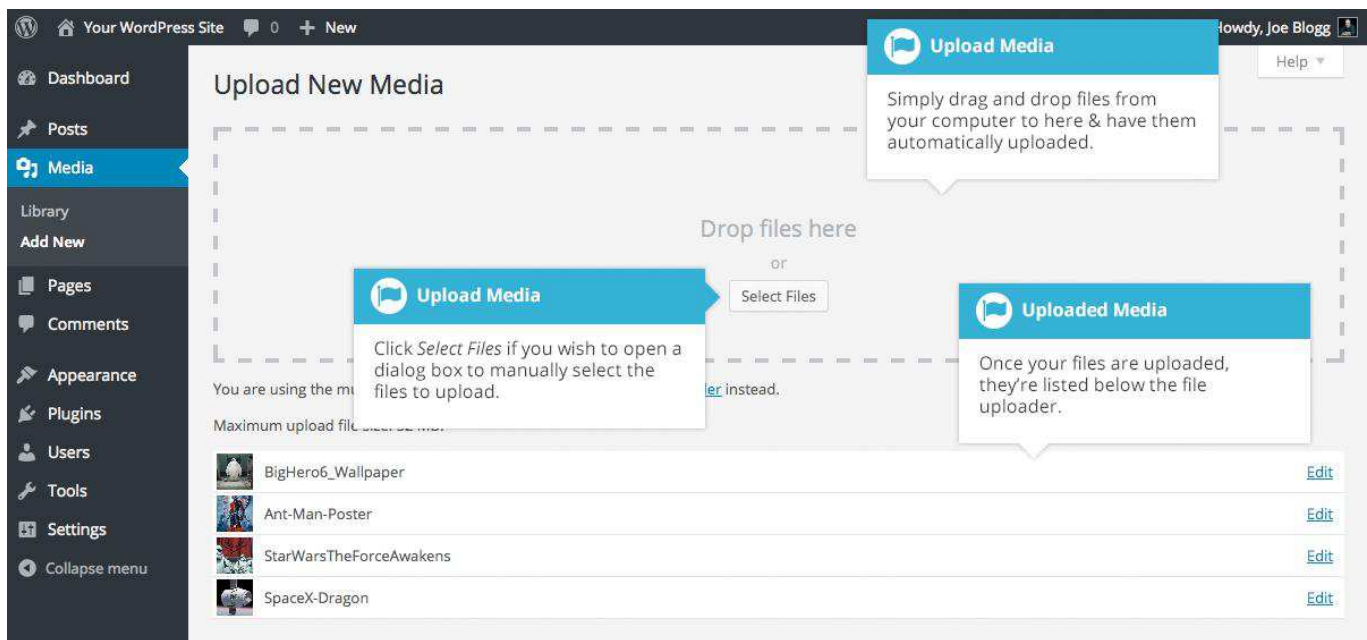 Your WordPress Site 0 + New
Howdy, Joe Blogg
Help
Dashboard
Posts
Media
Library
Add New
Pages
Comments
Appearance
Plugins
Users
Tools
Settings
Collapse menu
Upload New Media
Upload Media
Simply drag and drop files from
your computer to here & have them
automatically uploaded.
Drop files here
or
Select Files
Upload Media
Click Select Files if you wish to open a
dialog box to manually select the
files to upload.
Uploaded Media
Once your files are uploaded,
they're listed below the file
uploader.
You are using the
instead.
Maximum upload
BigHero6_Wallpaper Edit
Ant-Man-Poster Edit
StarWarsTheForceAwakens Edit
SpaceX-Dragon Edit